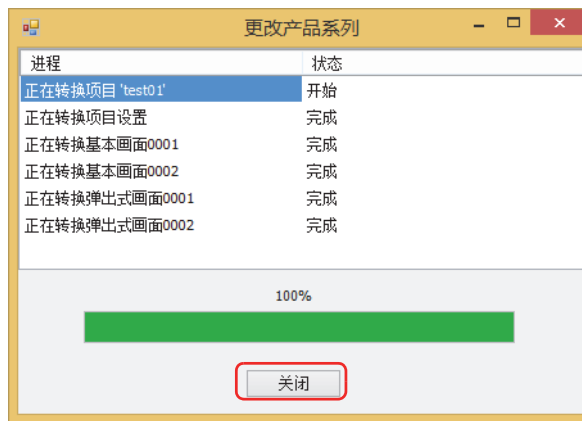 更改产品系列
进程 状态
正在转换项目 'test01' 开始
正在转换项目设置 完成
正在转换基本画面0001 完成
正在转换基本画面0002 完成
正在转换弹出式画面0001 完成
正在转换弹出式画面0002 完成
100%
关闭